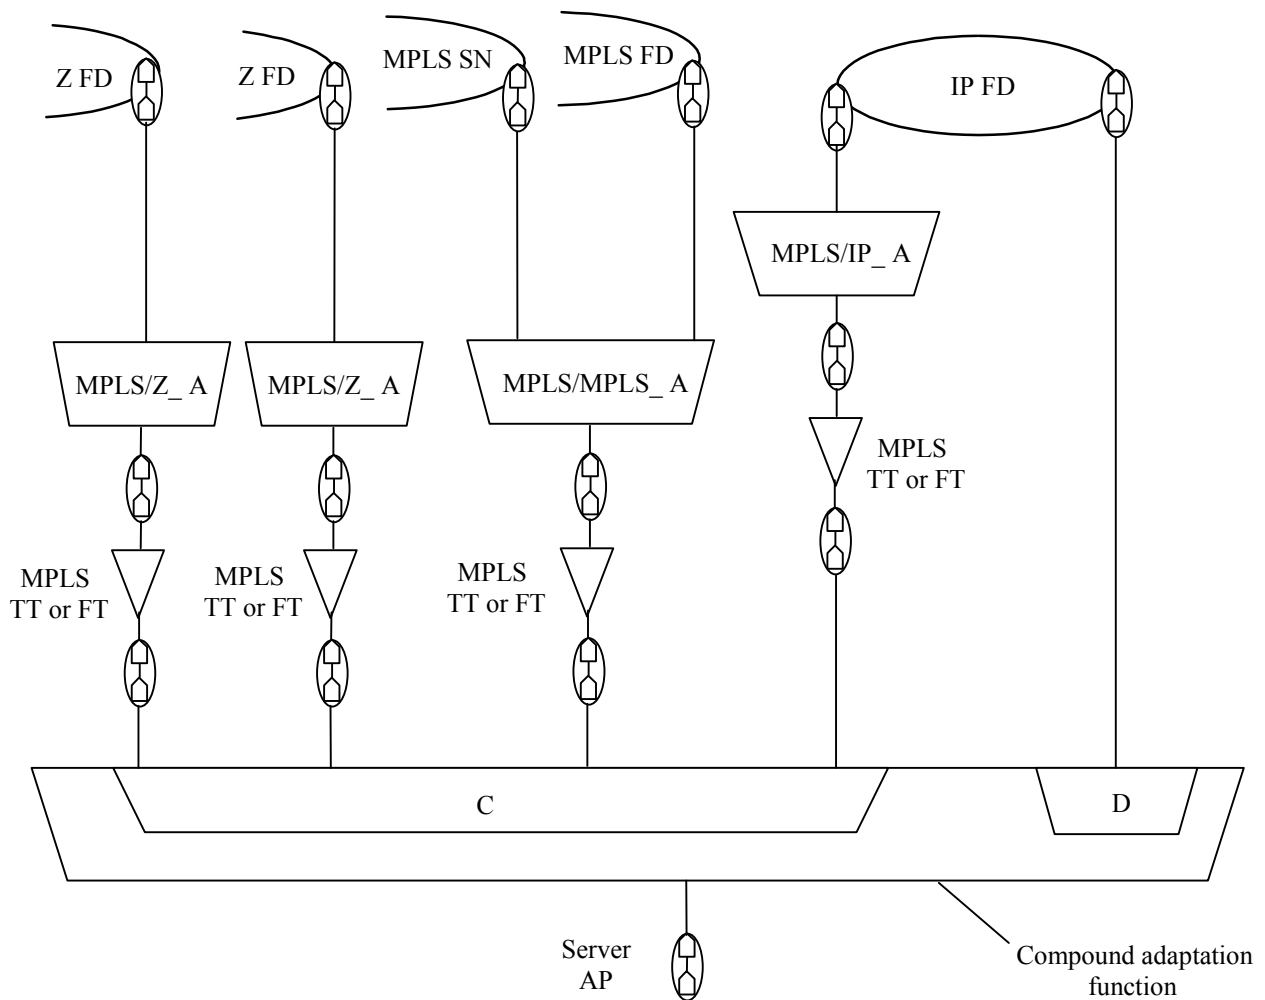 Z FD
Z FD
MPLS SN
MPLS FD
IP FD
MPLS/IP_ A
MPLS/Z_ A
MPLS/Z_ A
MPLS/MPLS_ A
MPLS
TT or FT
MPLS
TT or FT
MPLS
TT or FT
MPLS
TT or FT
C
D
Server
AP
Compound adaptation
function